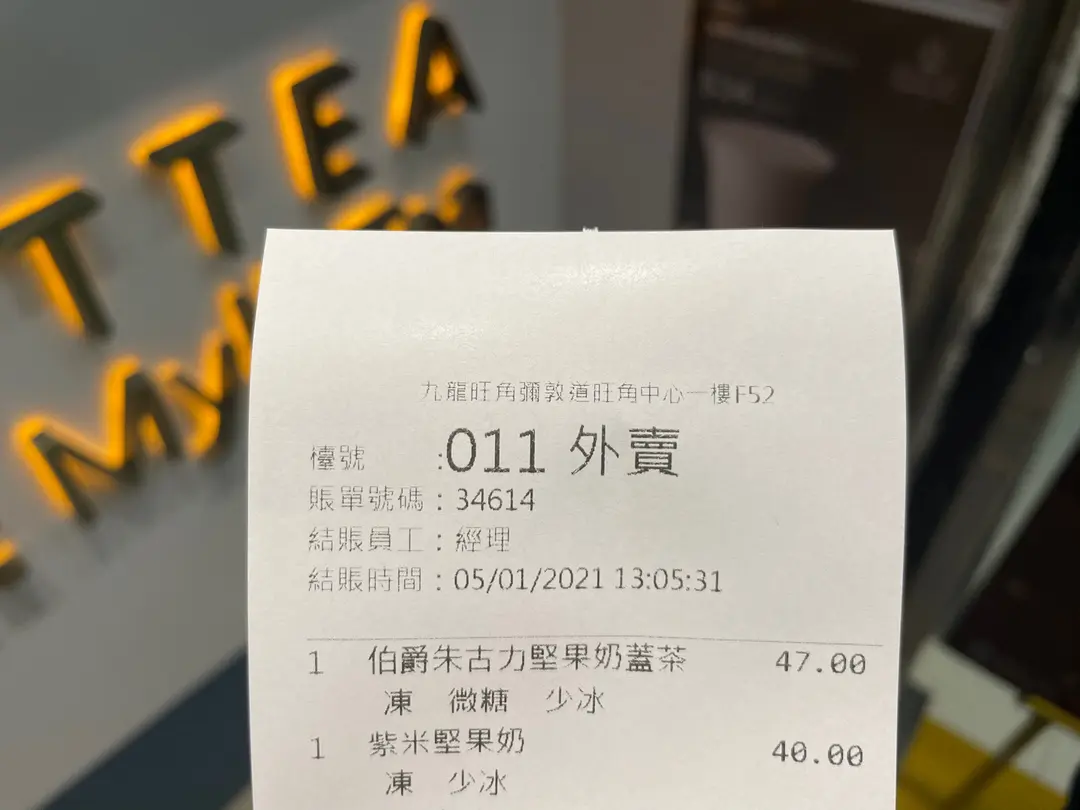 T TEA
九龍旺角彌敦道旺角中心一樓F52
檯號 :011 外賣
賬單號碼：34614
結賬員工：經理
結賬時間：05/01/2021 13:05:31
1 伯爵朱古力堅果奶蓋茶 47.00
凍 微糖 少冰
1 紫米堅果奶 40.00
凍 少冰